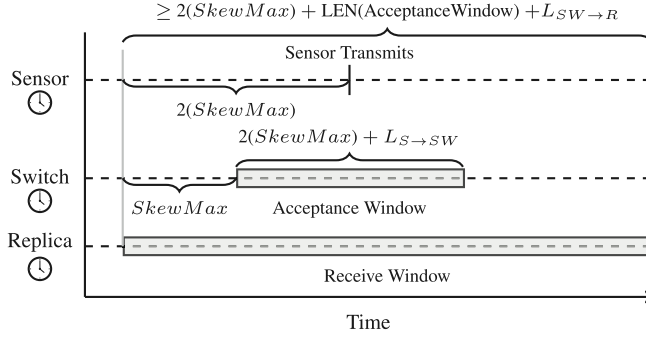 ≥ 2(SkewMax) + LEN(AcceptanceWindow) + L_{SW→R}
Sensor Transmits
Sensor
2(SkewMax)
2(SkewMax) + L_{S→SW}
Switch
SkewMax
Acceptance Window
Replica
Receive Window
Time